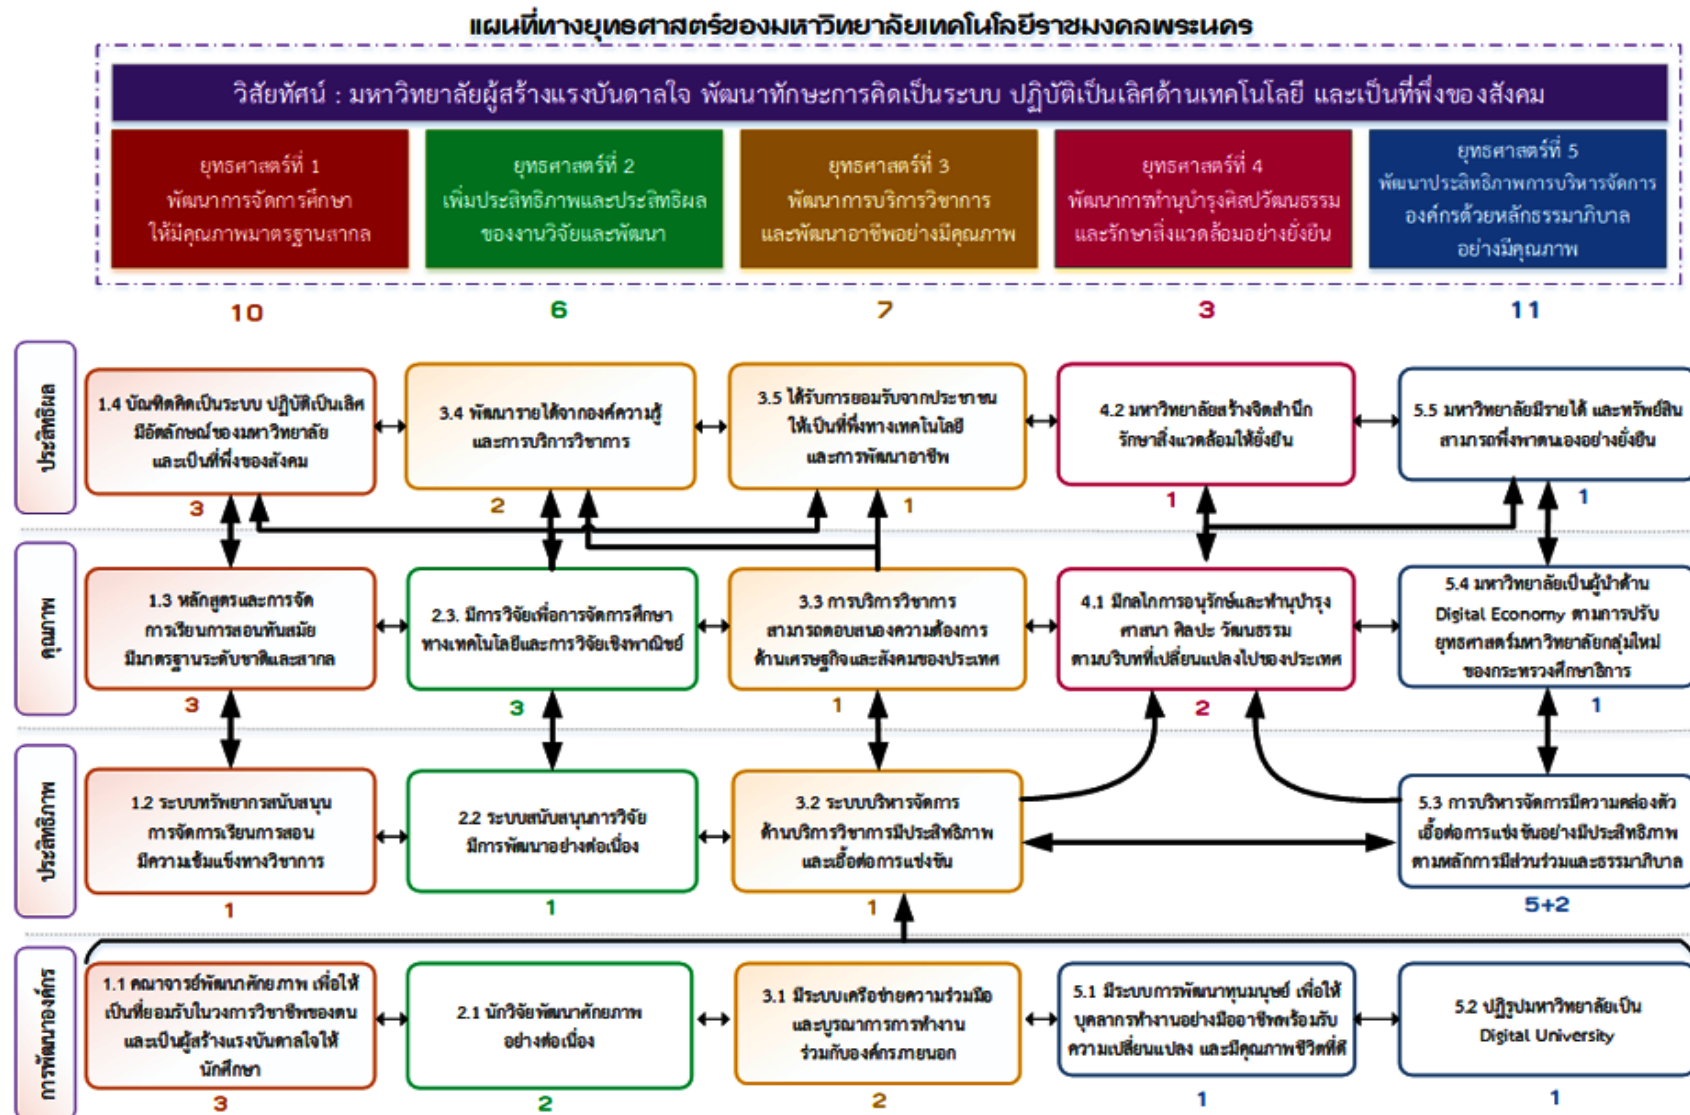 แผนที่ทางยุทธศาสตร์ของมหาวิทยาลัยเทคโนโลยีราชมงคลพระนคร
วิสัยทัศน์ : มหาวิทยาลัยผู้สร้างแรงบันดาลใจ พัฒนาทักษะการคิดเป็นระบบ ปฏิบัติเป็นเลิศด้านเทคโนโลยี และเป็นที่พึ่งของสังคม
ยุทธศาสตร์ที่ 1
พัฒนาการจัดการศึกษา
ให้มีคุณภาพมาตรฐานสากล
ยุทธศาสตร์ที่ 2
เพิ่มประสิทธิภาพและประสิทธิผล
ของงานวิจัยและพัฒนา
ยุทธศาสตร์ที่ 3
พัฒนาการบริการวิชาการ
และพัฒนาอาชีพอย่างมีคุณภาพ
ยุทธศาสตร์ที่ 4
พัฒนาการทำนุบำรุงศิลปวัฒนธรรม
และรักษาสิ่งแวดล้อมอย่างยั่งยืน
ยุทธศาสตร์ที่ 5
พัฒนาประสิทธิภาพการบริหารจัดการ
องค์กรด้วยหลักธรรมาภิบาล
อย่างมีคุณภาพ
10
6
7
3
11
ประสิทธิผล
1.4 บัณฑิตคิดเป็นระบบ ปฏิบัติเป็นเลิศ
มีอัตลักษณ์ของมหาวิทยาลัย
และเป็นที่พึ่งของสังคม
3
3.4 พัฒนารายได้จากองค์ความรู้
และการบริการวิชาการ
2
3.5 ได้รับการยอมรับจากประชาชน
ให้เป็นที่พึ่งทางเทคโนโลยี
และการพัฒนาอาชีพ
1
4.2 มหาวิทยาลัยสร้างจิตสำนึก
รักษาสิ่งแวดล้อมให้ยั่งยืน
1
5.5 มหาวิทยาลัยมีรายได้ และทรัพย์สิน
สามารถพึ่งพาตนเองอย่างยั่งยืน
1
คุณภาพ
1.3 หลักสูตรและการจัด
การเรียนการสอนทันสมัย
มีมาตรฐานระดับชาติและสากล
3
2.3. มีการวิจัยเพื่อการจัดการศึกษา
ทางเทคโนโลยีและการวิจัยเชิงพาณิชย์
3
3.3 การบริการวิชาการ
สามารถตอบสนองความต้องการ
ด้านเศรษฐกิจและสังคมของประเทศ
1
4.1 มีกลไกการอนุรักษ์และทำนุบำรุง
ศาสนา ศิลปะ วัฒนธรรม
ตามบริบทที่เปลี่ยนแปลงไปของประเทศ
2
5.4 มหาวิทยาลัยเป็นผู้นำด้าน
Digital Economy ตามการปรับ
ยุทธศาสตร์มหาวิทยาลัยกลุ่มใหม่
ของกระทรวงศึกษาธิการ
1
ประสิทธิภาพ
1.2 ระบบทรัพยากรสนับสนุน
การจัดการเรียนการสอน
มีความเข้มแข็งทางวิชาการ
1
2.2 ระบบสนับสนุนการวิจัย
มีการพัฒนาอย่างต่อเนื่อง
1
3.2 ระบบบริหารจัดการ
ด้านบริการวิชาการมีประสิทธิภาพ
และเอื้อต่อการแข่งขัน
1
5.3 การบริหารจัดการมีความคล่องตัว
เอื้อต่อการแข่งขันอย่างมีประสิทธิภาพ
ตามหลักการมีส่วนร่วมและธรรมาภิบาล
5+2
การพัฒนาองค์กร
1.1 คณาจารย์พัฒนาศักยภาพ เพื่อให้
เป็นที่ยอมรับในวงการวิชาชีพของตน
และเป็นผู้สร้างแรงบันดาลใจให้
นักศึกษา
3
2.1 นักวิจัยพัฒนาศักยภาพ
อย่างต่อเนื่อง
2
3.1 มีระบบเครือข่ายความร่วมมือ
และบูรณาการการทำงาน
ร่วมกับองค์กรภายนอก
2
5.1 มีระบบการพัฒนาทุนมนุษย์ เพื่อให้
บุคลากรทำงานอย่างมืออาชีพพร้อมรับ
ความเปลี่ยนแปลง และมีคุณภาพชีวิตที่ดี
1
5.2 ปฏิรูปมหาวิทยาลัยเป็น
Digital University
1